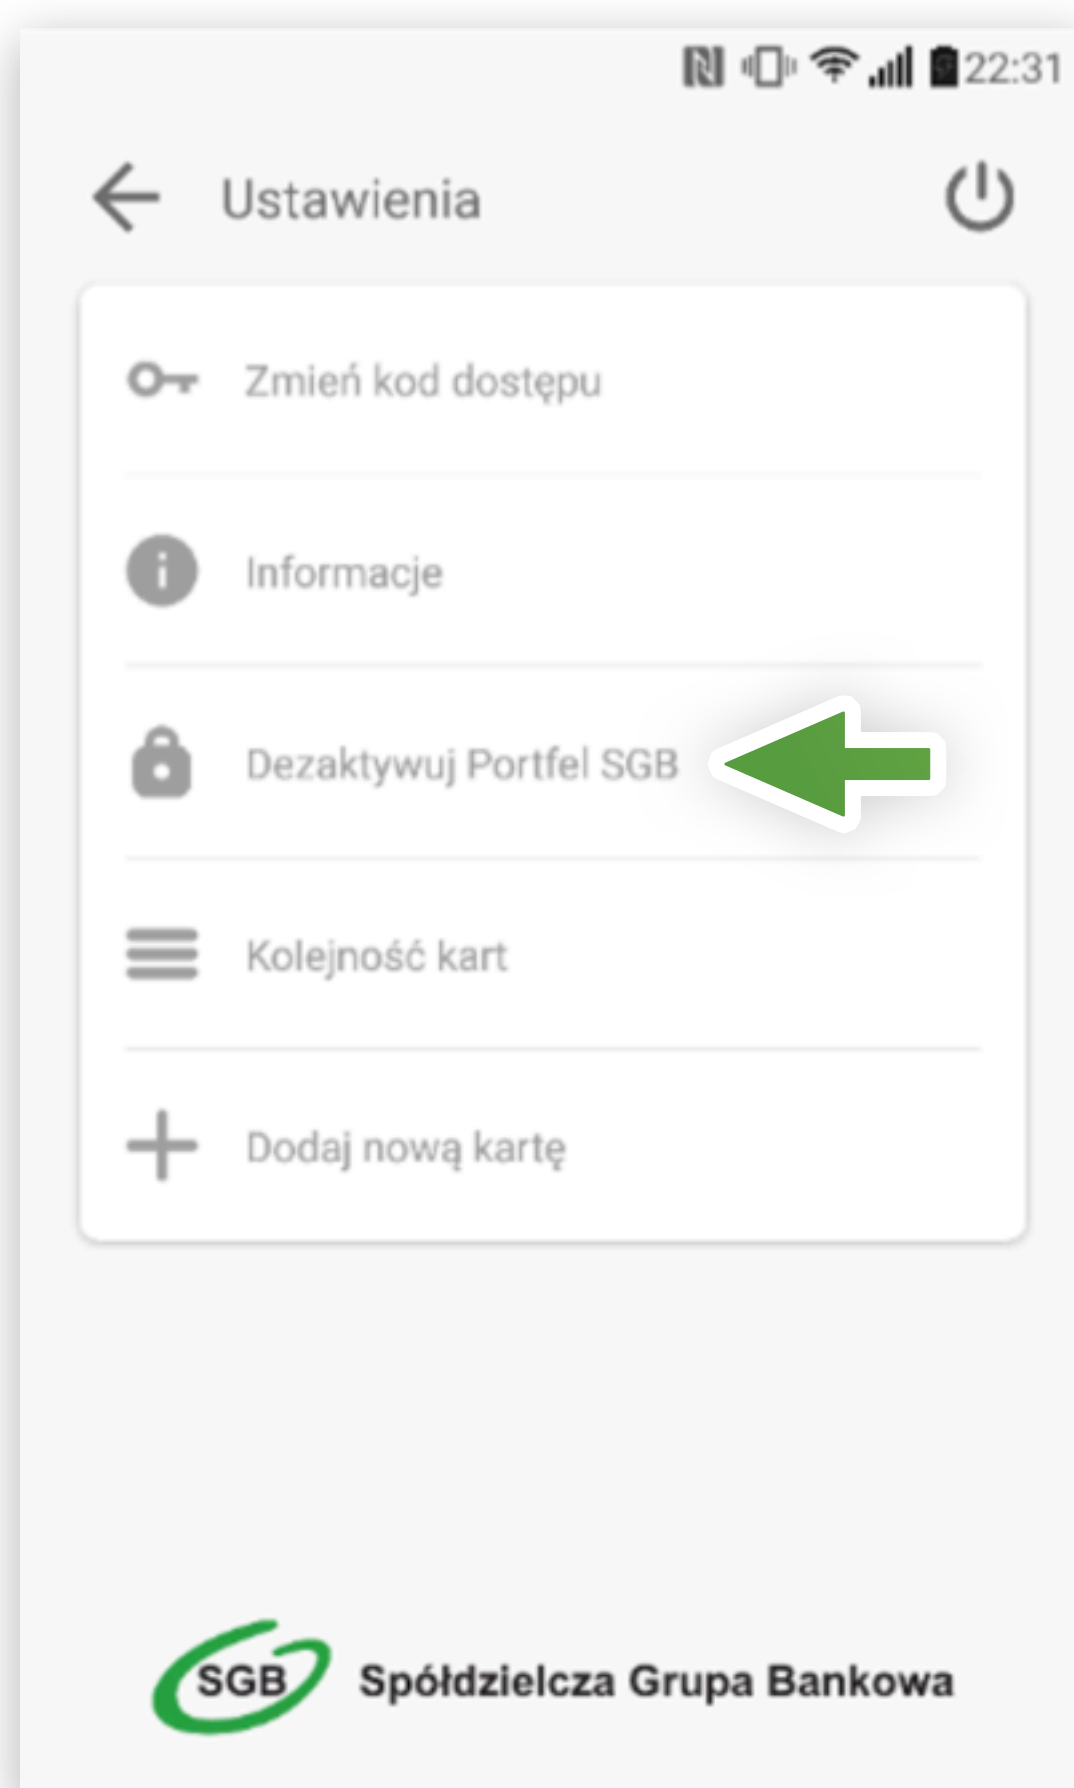 22:31
Ustawienia
Zmień kod dostępu
Informacje
Dezaktywuj Portfel SGB
Kolejność kart
Dodaj nową kartę
SGB Spółdzielcza Grupa Bankowa